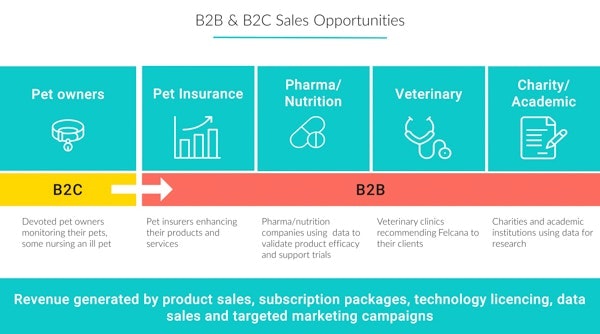 B2B & B2C Sales Opportunities
Pet owners
Pet Insurance
Pharma/
Nutrition
Veterinary
Charity/
Academic
B2C
B2B
Devoted pet owners
monitoring their pets,
some nursing an ill pet
Pet insurers enhancing
their products and
services
Pharma/nutrition
companies using data to
validate product efficacy
and support trials
Veterinary clinics
recommending Felcana to
their clients
Charities and academic
institutions using data for
research
Revenue generated by product sales, subscription packages, technology licencing, data
sales and targeted marketing campaigns